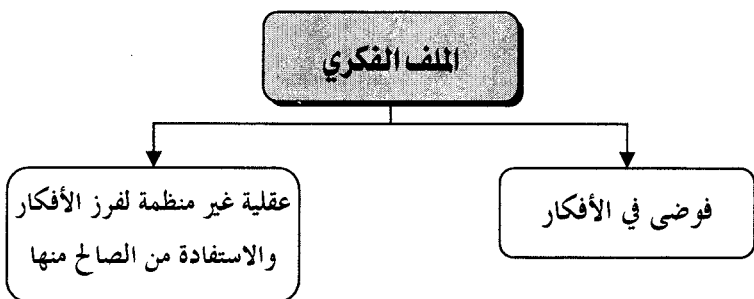 الملف الفكري
فوضى في الأفكار
عقلية غير منظمة لفرز الأفكار
والاستفادة من الصالح منها